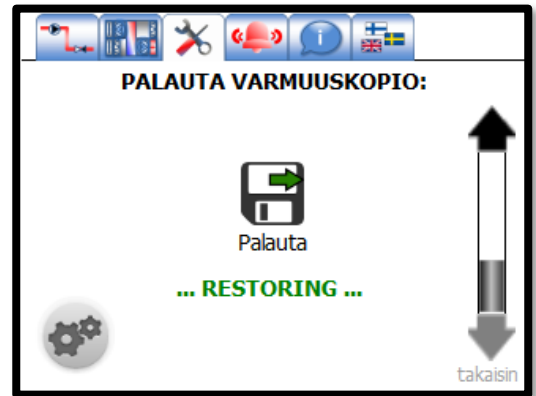 PALAUTA VARMUUSKOPIO:
Palauta
... RESTORING ...
takaisin